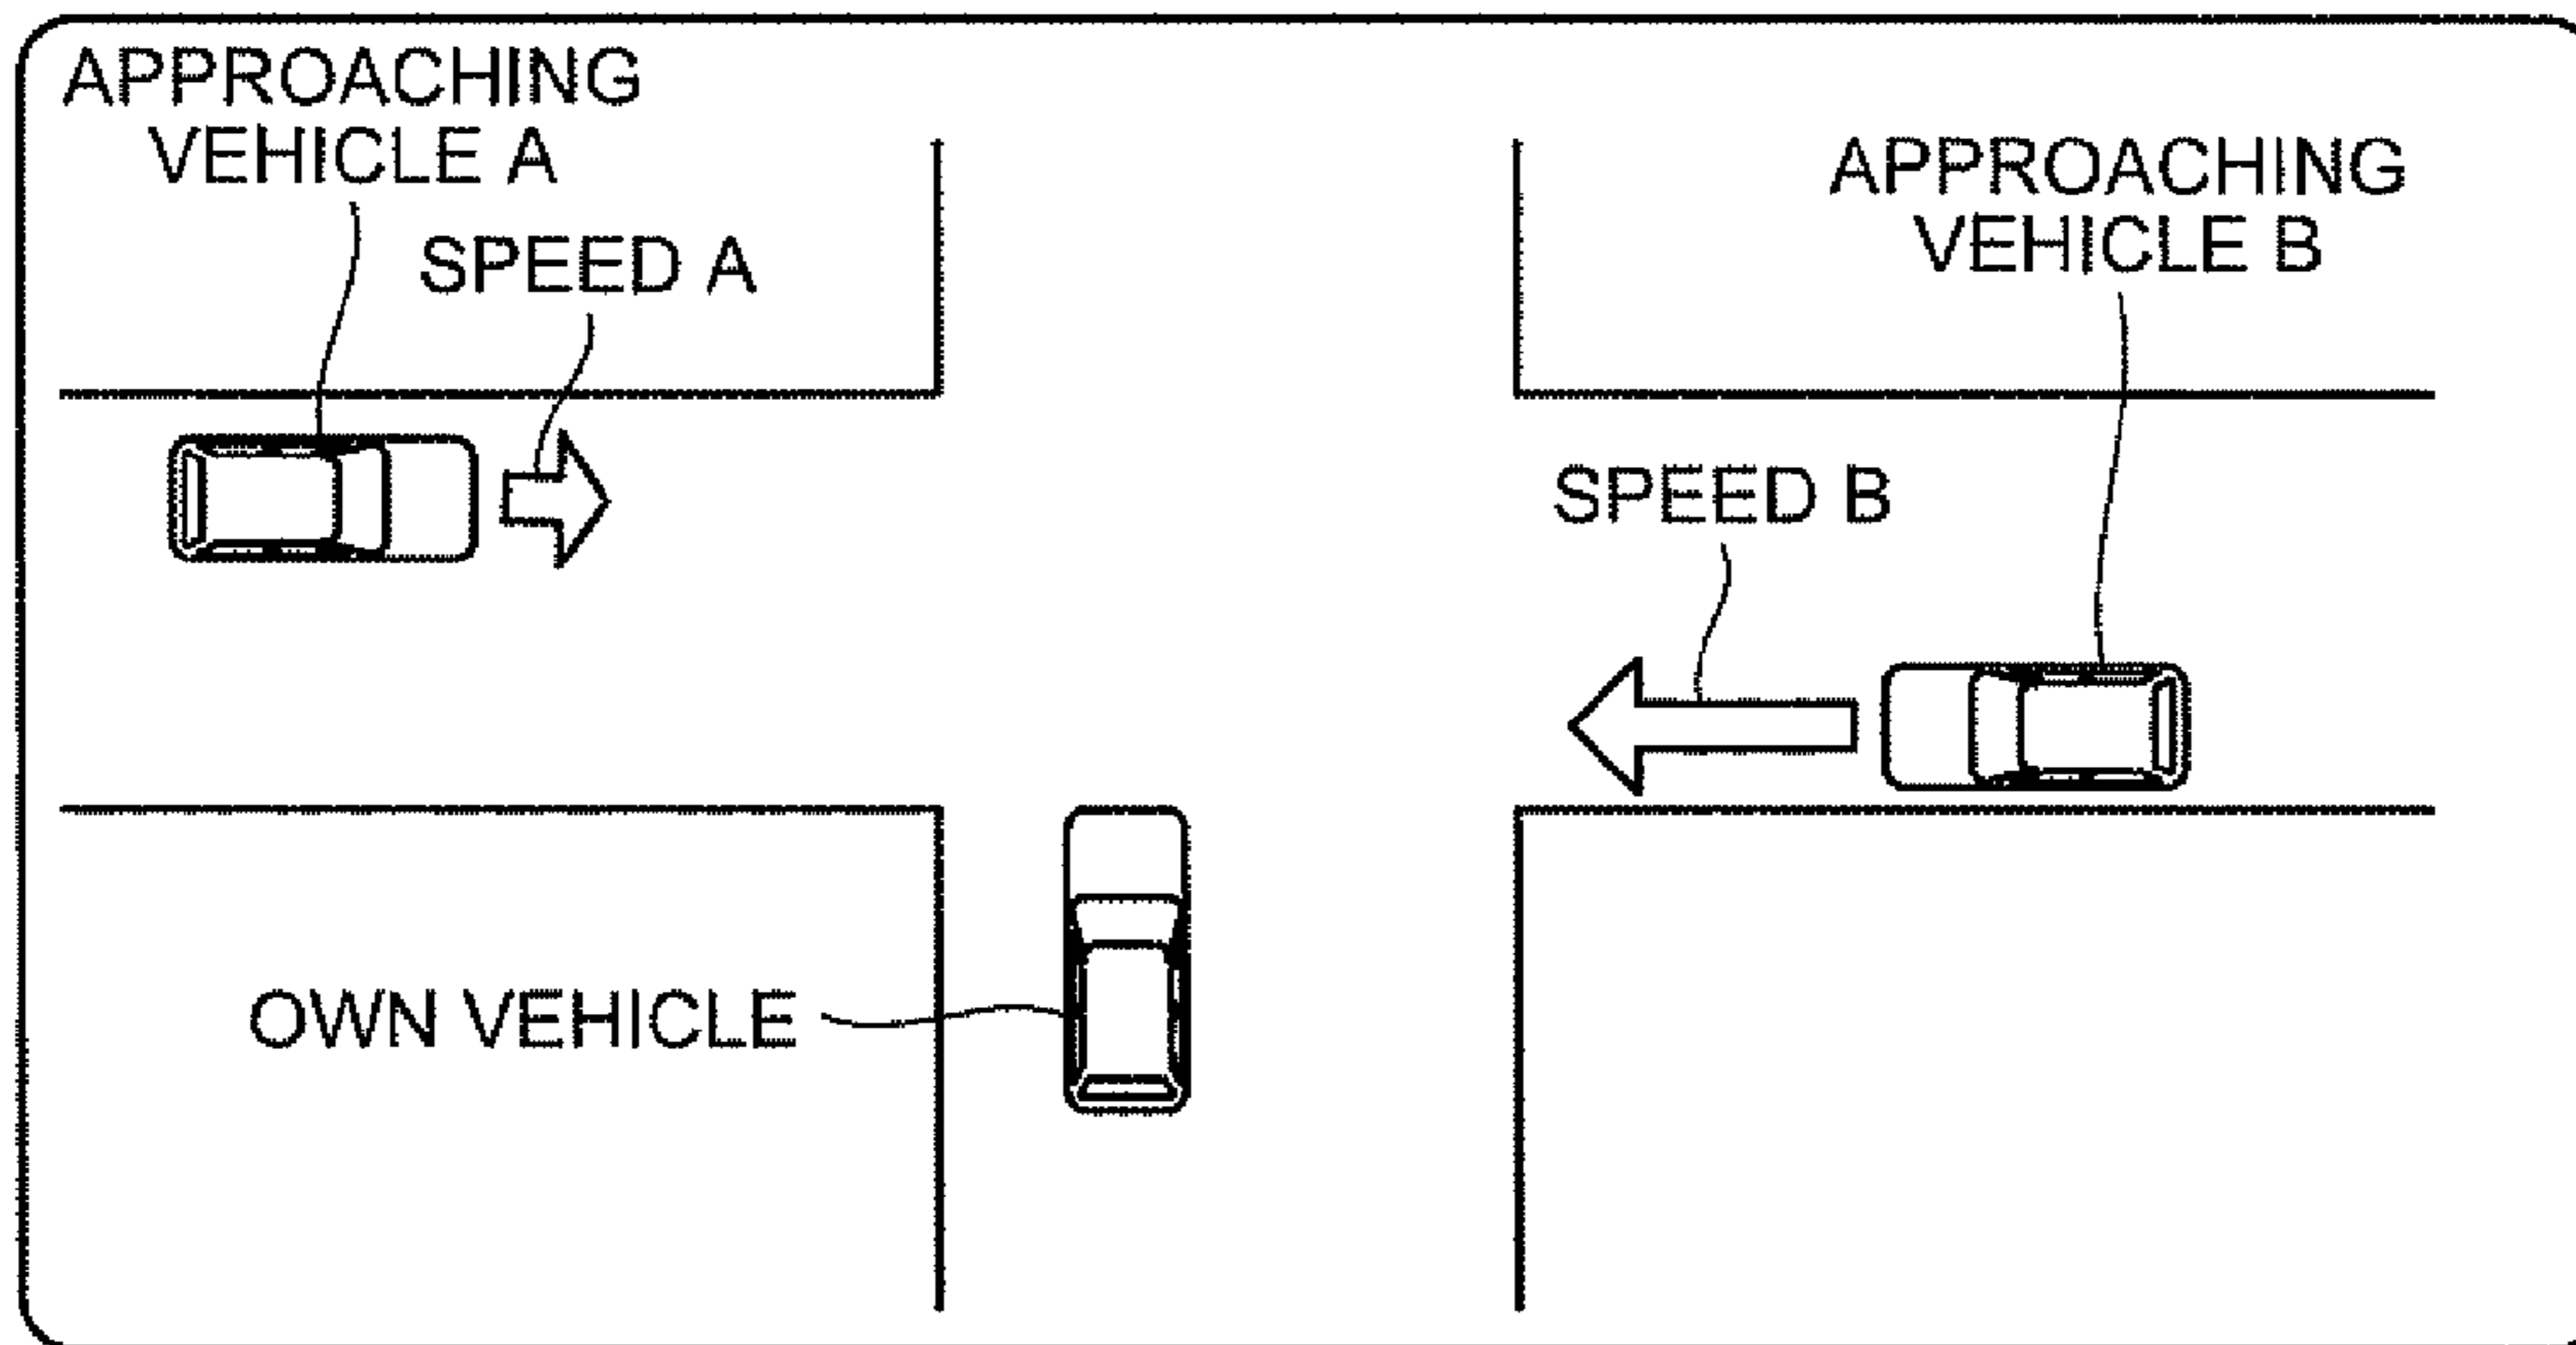 APPROACHING
VEHICLE A
SPEED A
APPROACHING
VEHICLE B
SPEED B
OWN VEHICLE